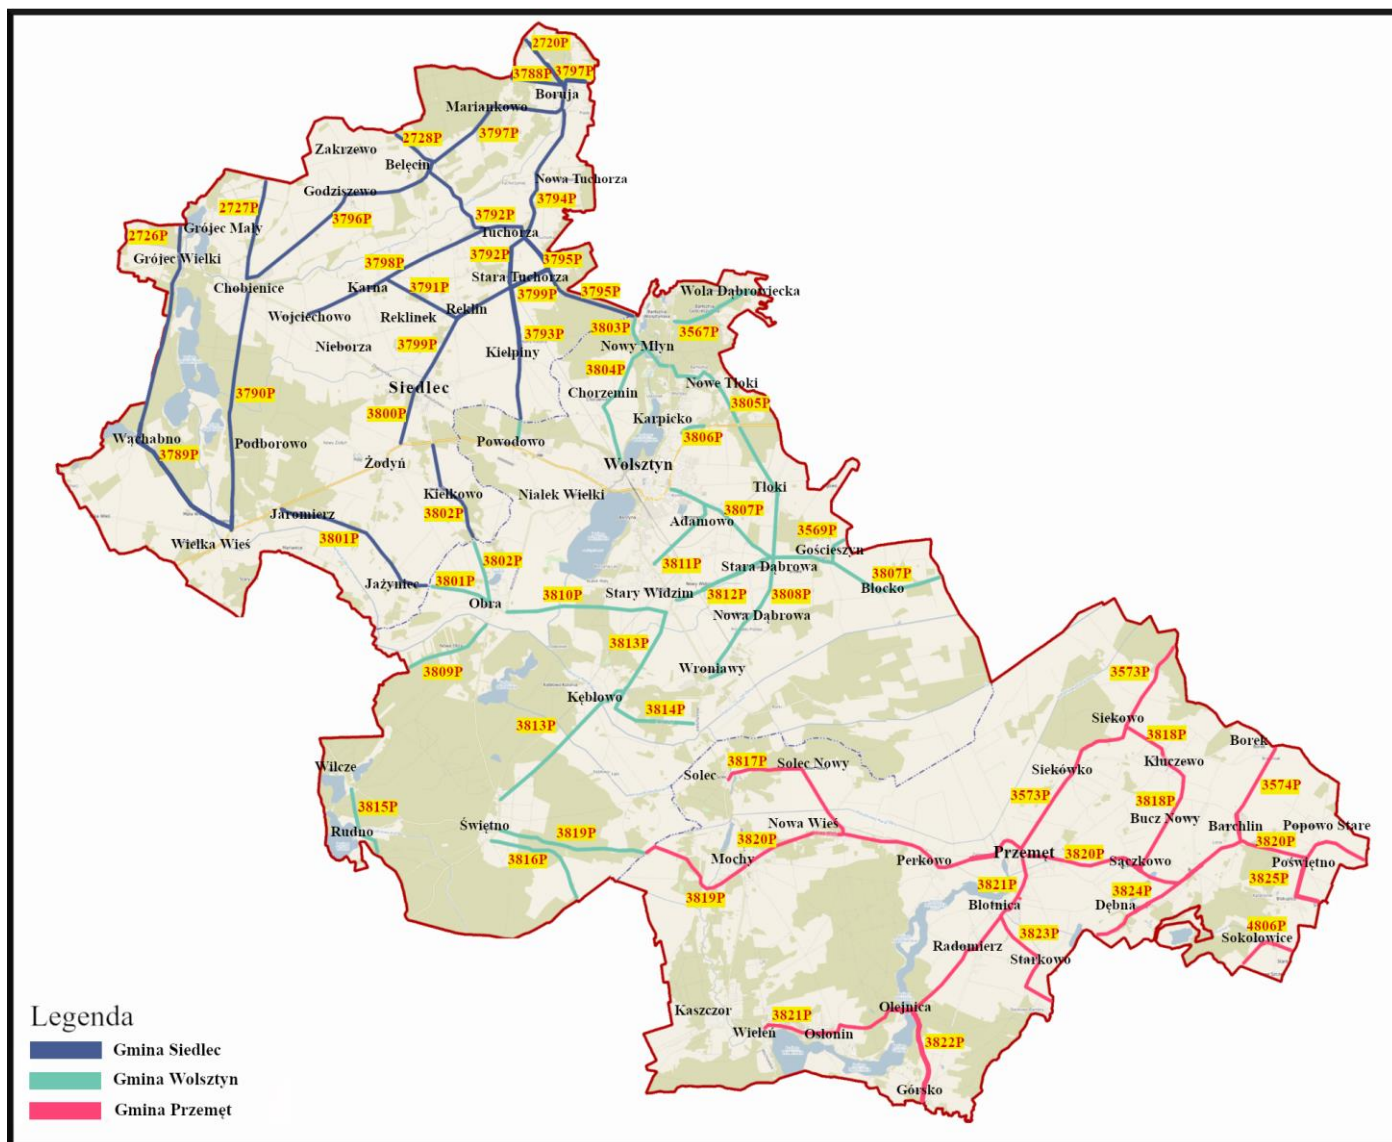 2720P
3788P
3797P
Boruja
Mariankowo
2728P
3797P
Zakrzewo
Belęcin
Nowa Tuchorza
Godziszewo
3794P
2727P
3796P
3792P
Grójec Mały
2726P
Tuchorza
Grójec Wielki
3798P
3792P
3795P
Stara Tuchorza
Chobienice
Karna
3791P
3799P
3795P
Wola Dąbrowiecka
Wojciechowo
Reklinek
Reklin
3793P
3803P
3567P
Nieborza
3799P
Kiełpiny
Nowy Młyn
3804P
Siedlec
Chorzemin
Nowe Tłoki
3790P
3805P
3800P
Karpicko
3806P
Wąchabno
Podborowo
Powodowo
3789P
Żodyń
Wolsztyn
Kiełkowo
Niałek Wielki
Tłoki
Jaromierz
3802P
Adamowo
3807P
Wielka Wieś
3801P
3569P
Gościeszyn
3802P
3811P
Stara Dąbrowa
Jażyniec
3801P
3807P
3810P
Stary Widzim
3812P
3808P
Błocko
Obra
Nowa Dąbrowa
3813P
3809P
Wroniawy
3573P
Kębłowo
3814P
Siekowo
3813P
3818P
Borek
Wilcze
Solec
3817P
Solec Nowy
Siekówko
Kluczewo
3574P
3815P
3573P
3818P
Bucz Nowy
Rudno
Świętno
3819P
Nowa Wieś
Barchlin
Popowo Stare
3820P
3820P
3816P
Mochy
Perkowo
Przemęt
3820P
Sączkowo
Poświętno
3821P
3824P
3825P
3819P
Błotnica
Dębna
3823P
4806P
Radomierz
Starkowo
Sokołowice
Kaszczor
3821P
Olejnica
Wieleń
Osłonin
3822P
Górsko
Legenda
Gmina Siedlec
Gmina Wolsztyn
Gmina Przemęt